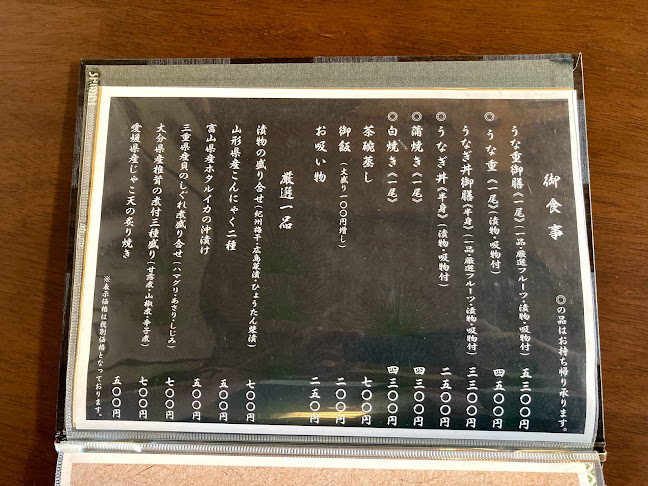 御食事
◎の品はお持ち帰り承ります。
うな重御膳《一尾》(一品・厳選フルーツ・漬物・吸物付) 五三〇〇円
◎うな重《一尾》(漬物・吸物付) 四五〇〇円
うなぎ丼御膳《半身》(一品・厳選フルーツ・漬物・吸物付) 三三〇〇円
◎うなぎ丼《半身》(漬物・吸物付) 二五〇〇円
◎蒲焼き《一尾》 四三〇〇円
◎白焼き《一尾》 四三〇〇円
茶碗蒸し 七〇〇円
御飯(大盛り一〇〇円増し) 二〇〇円
お吸い物 二五〇円
厳選一品
漬物の盛り合せ(紀州梅干・広島菜漬・ひょうたん雙漬) 七〇〇円
山形県産こんにゃく二種 五〇〇円
富山県産ホタルイカの沖漬け 五〇〇円
三重県産貝のしぐれ煮盛り合せ(ハマグリ・あさり・しじみ) 七〇〇円
大分県産椎茸の煮付三種盛り(甘露煮・山椒煮・辛子煮) 七〇〇円
愛媛県産じゃこ天の炙り焼き 五〇〇円
※表示価格は税別価格となっております。